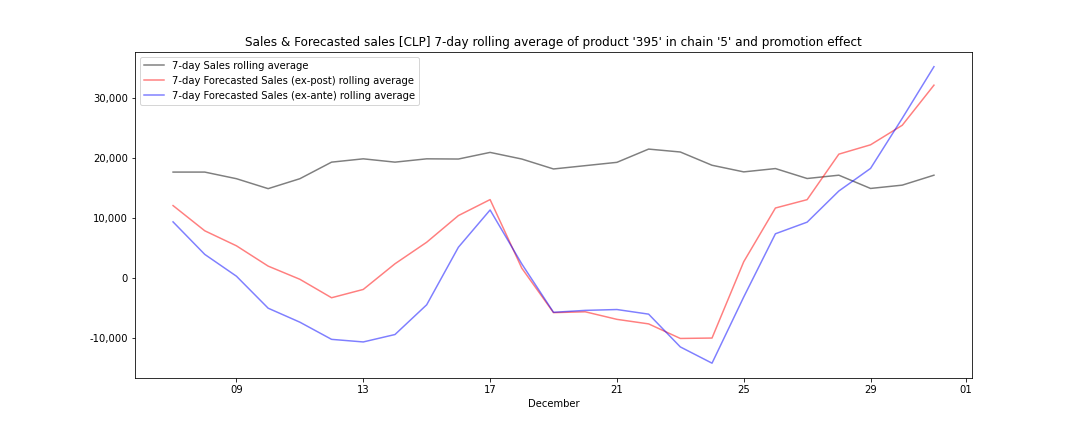 Sales & Forecasted sales [CLP] 7-day rolling average of product '395' in chain '5' and promotion effect
7-day Sales rolling average
7-day Forecasted Sales (ex-post) rolling average
7-day Forecasted Sales (ex-ante) rolling average
30,000
20,000
10,000
0
-10,000
09 13 17 21 25 29 01
December